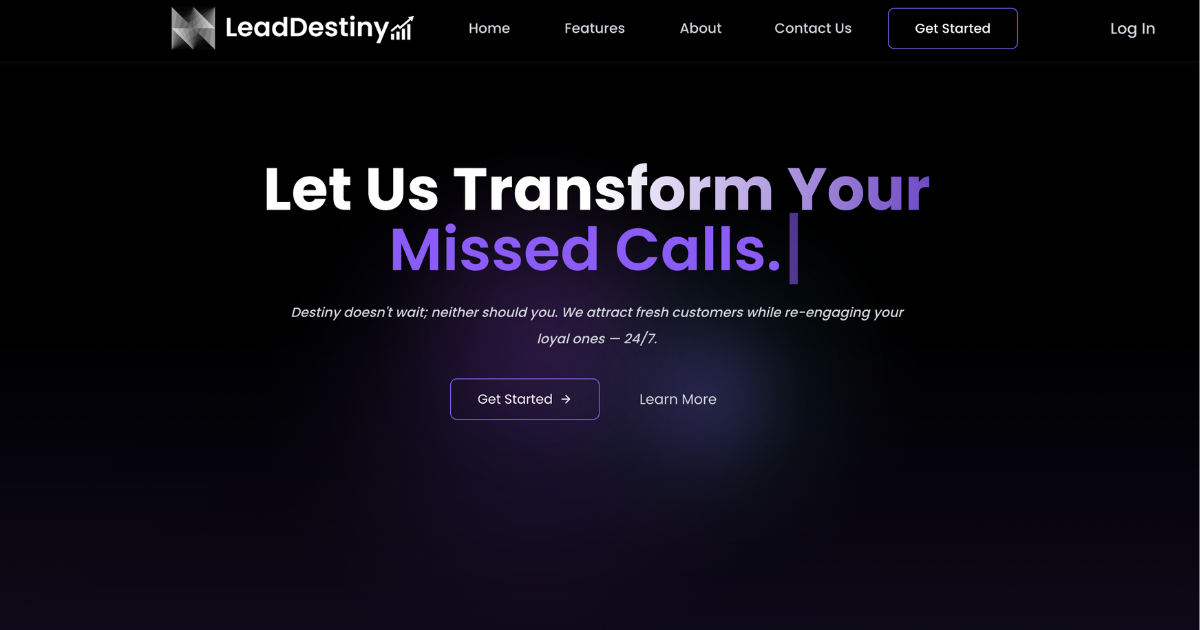 LeadDestiny
Home
Features
About
Contact Us
Get Started
Log In
Let Us Transform Your
Missed Calls.
Destiny doesn't wait; neither should you. We attract fresh customers while re-engaging your
loyal ones — 24/7.
Get Started →
Learn More